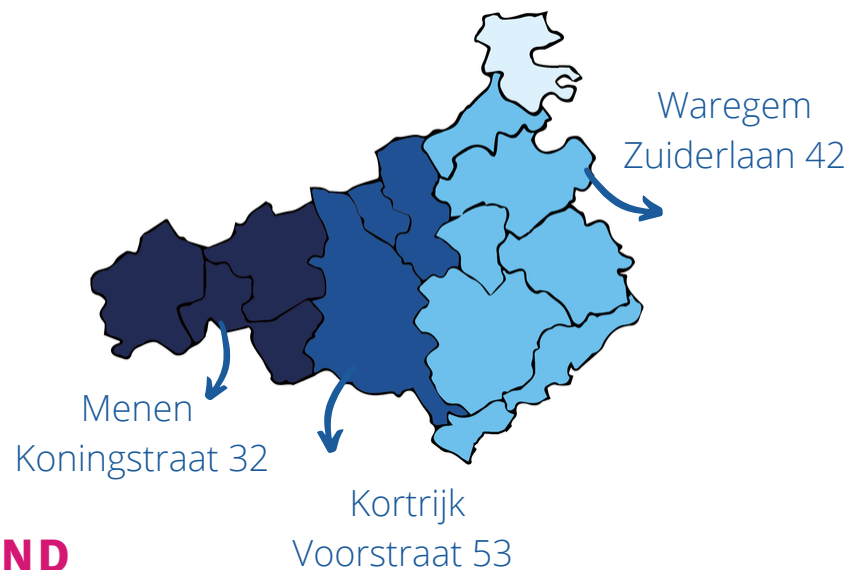 Waregem
Zuiderlaan 42
Menen
Koningstraat 32
Kortrijk
Voorstraat 53
ND